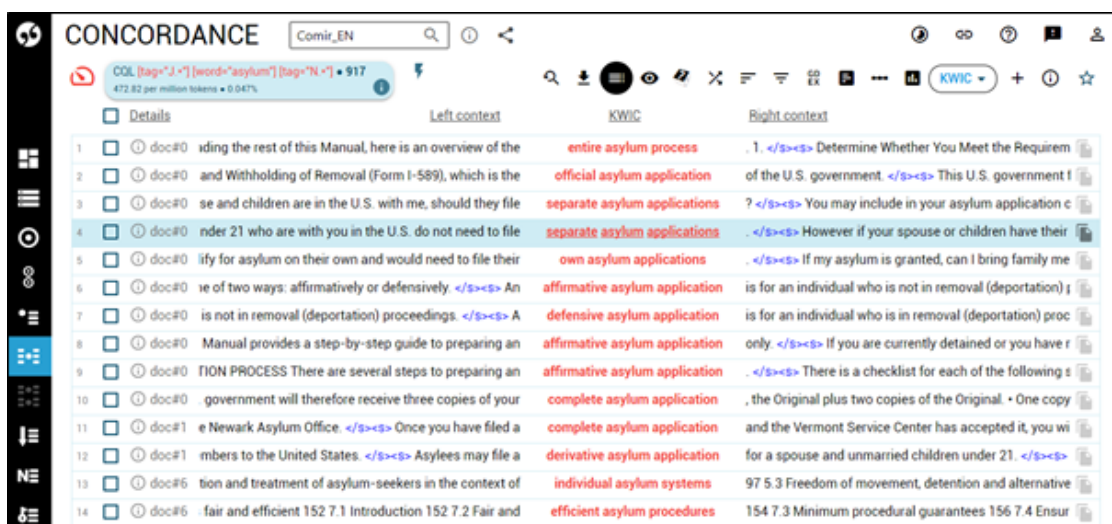 CONCORDANCE Comir_EN
CQL [tag="J.*"] [word="asylum"] [tag="N.*"] • 917
472.82 per million tokens • 0.047%
KWIC
Details Left context KWIC Right context
1 doc#0 iding the rest of this Manual, here is an overview of the entire asylum process . 1. </s><s> Determine Whether You Meet the Requirem
2 doc#0 and Withholding of Removal (Form I-589), which is the official asylum application of the U.S. government. </s><s> This U.S. government f
3 doc#0 se and children are in the U.S. with me, should they file separate asylum applications ? </s><s> You may include in your asylum application c
4 doc#0 nder 21 who are with you in the U.S. do not need to file separate asylum applications . </s><s> However if your spouse or children have their
5 doc#0 lify for asylum on their own and would need to file their own asylum applications . </s><s> If my asylum is granted, can I bring family me
6 doc#0 ie of two ways: affirmatively or defensively. </s><s> An affirmative asylum application is for an individual who is not in removal (deportation) p
7 doc#0 is not in removal (deportation) proceedings. </s><s> A defensive asylum application is for an individual who is in removal (deportation) proc
8 doc#0 Manual provides a step-by-step guide to preparing an affirmative asylum application only. </s><s> If you are currently detained or you have r
9 doc#0 TION PROCESS There are several steps to preparing an affirmative asylum application . </s><s> There is a checklist for each of the following s
10 doc#0 . government will therefore receive three copies of your complete asylum application , the Original plus two copies of the Original. • One copy
11 doc#1 e Newark Asylum Office. </s><s> Once you have filed a complete asylum application and the Vermont Service Center has accepted it, you wi
12 doc#1 mbers to the United States. </s><s> Asylees may file a derivative asylum application for a spouse and unmarried children under 21. </s><s>
13 doc#6 tion and treatment of asylum-seekers in the context of individual asylum systems 97 5.3 Freedom of movement, detention and alternative
14 doc#6 fair and efficient 152 7.1 Introduction 152 7.2 Fair and efficient asylum procedures 154 7.3 Minimum procedural guarantees 156 7.4 Ensur